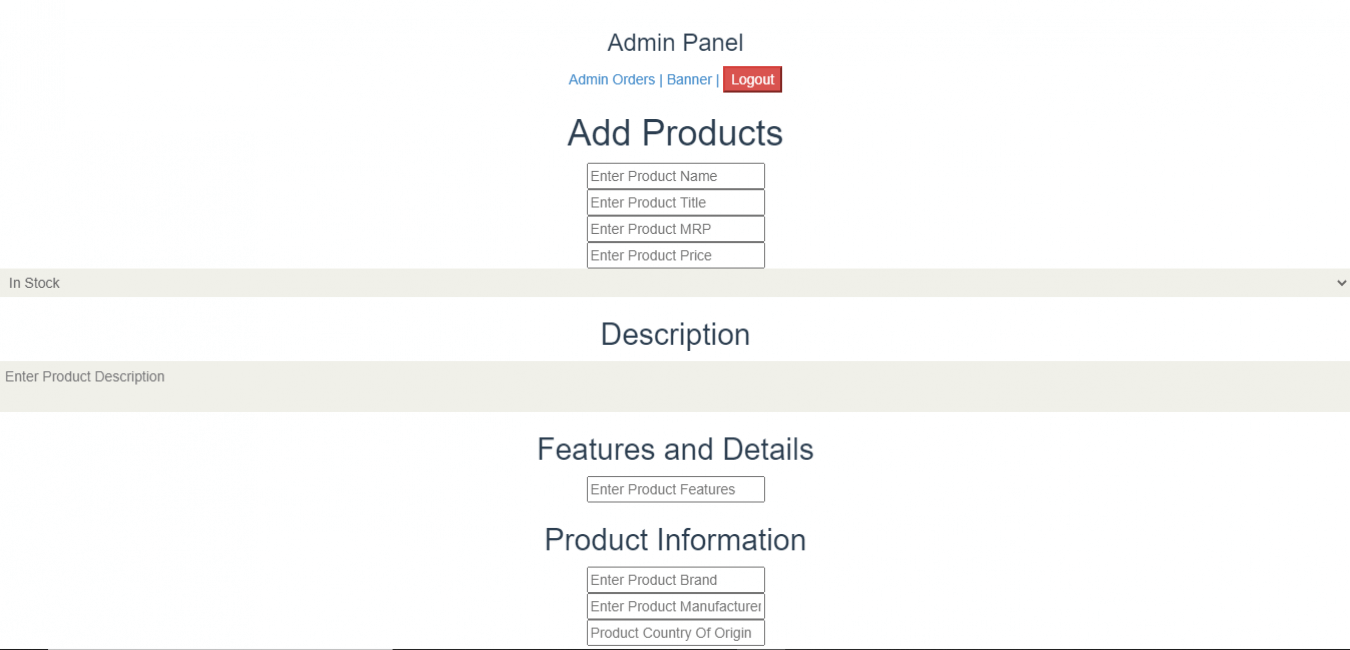 Admin Panel
Admin Orders | Banner | Logout
Add Products
Enter Product Name
Enter Product Title
Enter Product MRP
Enter Product Price
In Stock
Description
Enter Product Description
Features and Details
Enter Product Features
Product Information
Enter Product Brand
Enter Product Manufacturer
Product Country Of Origin